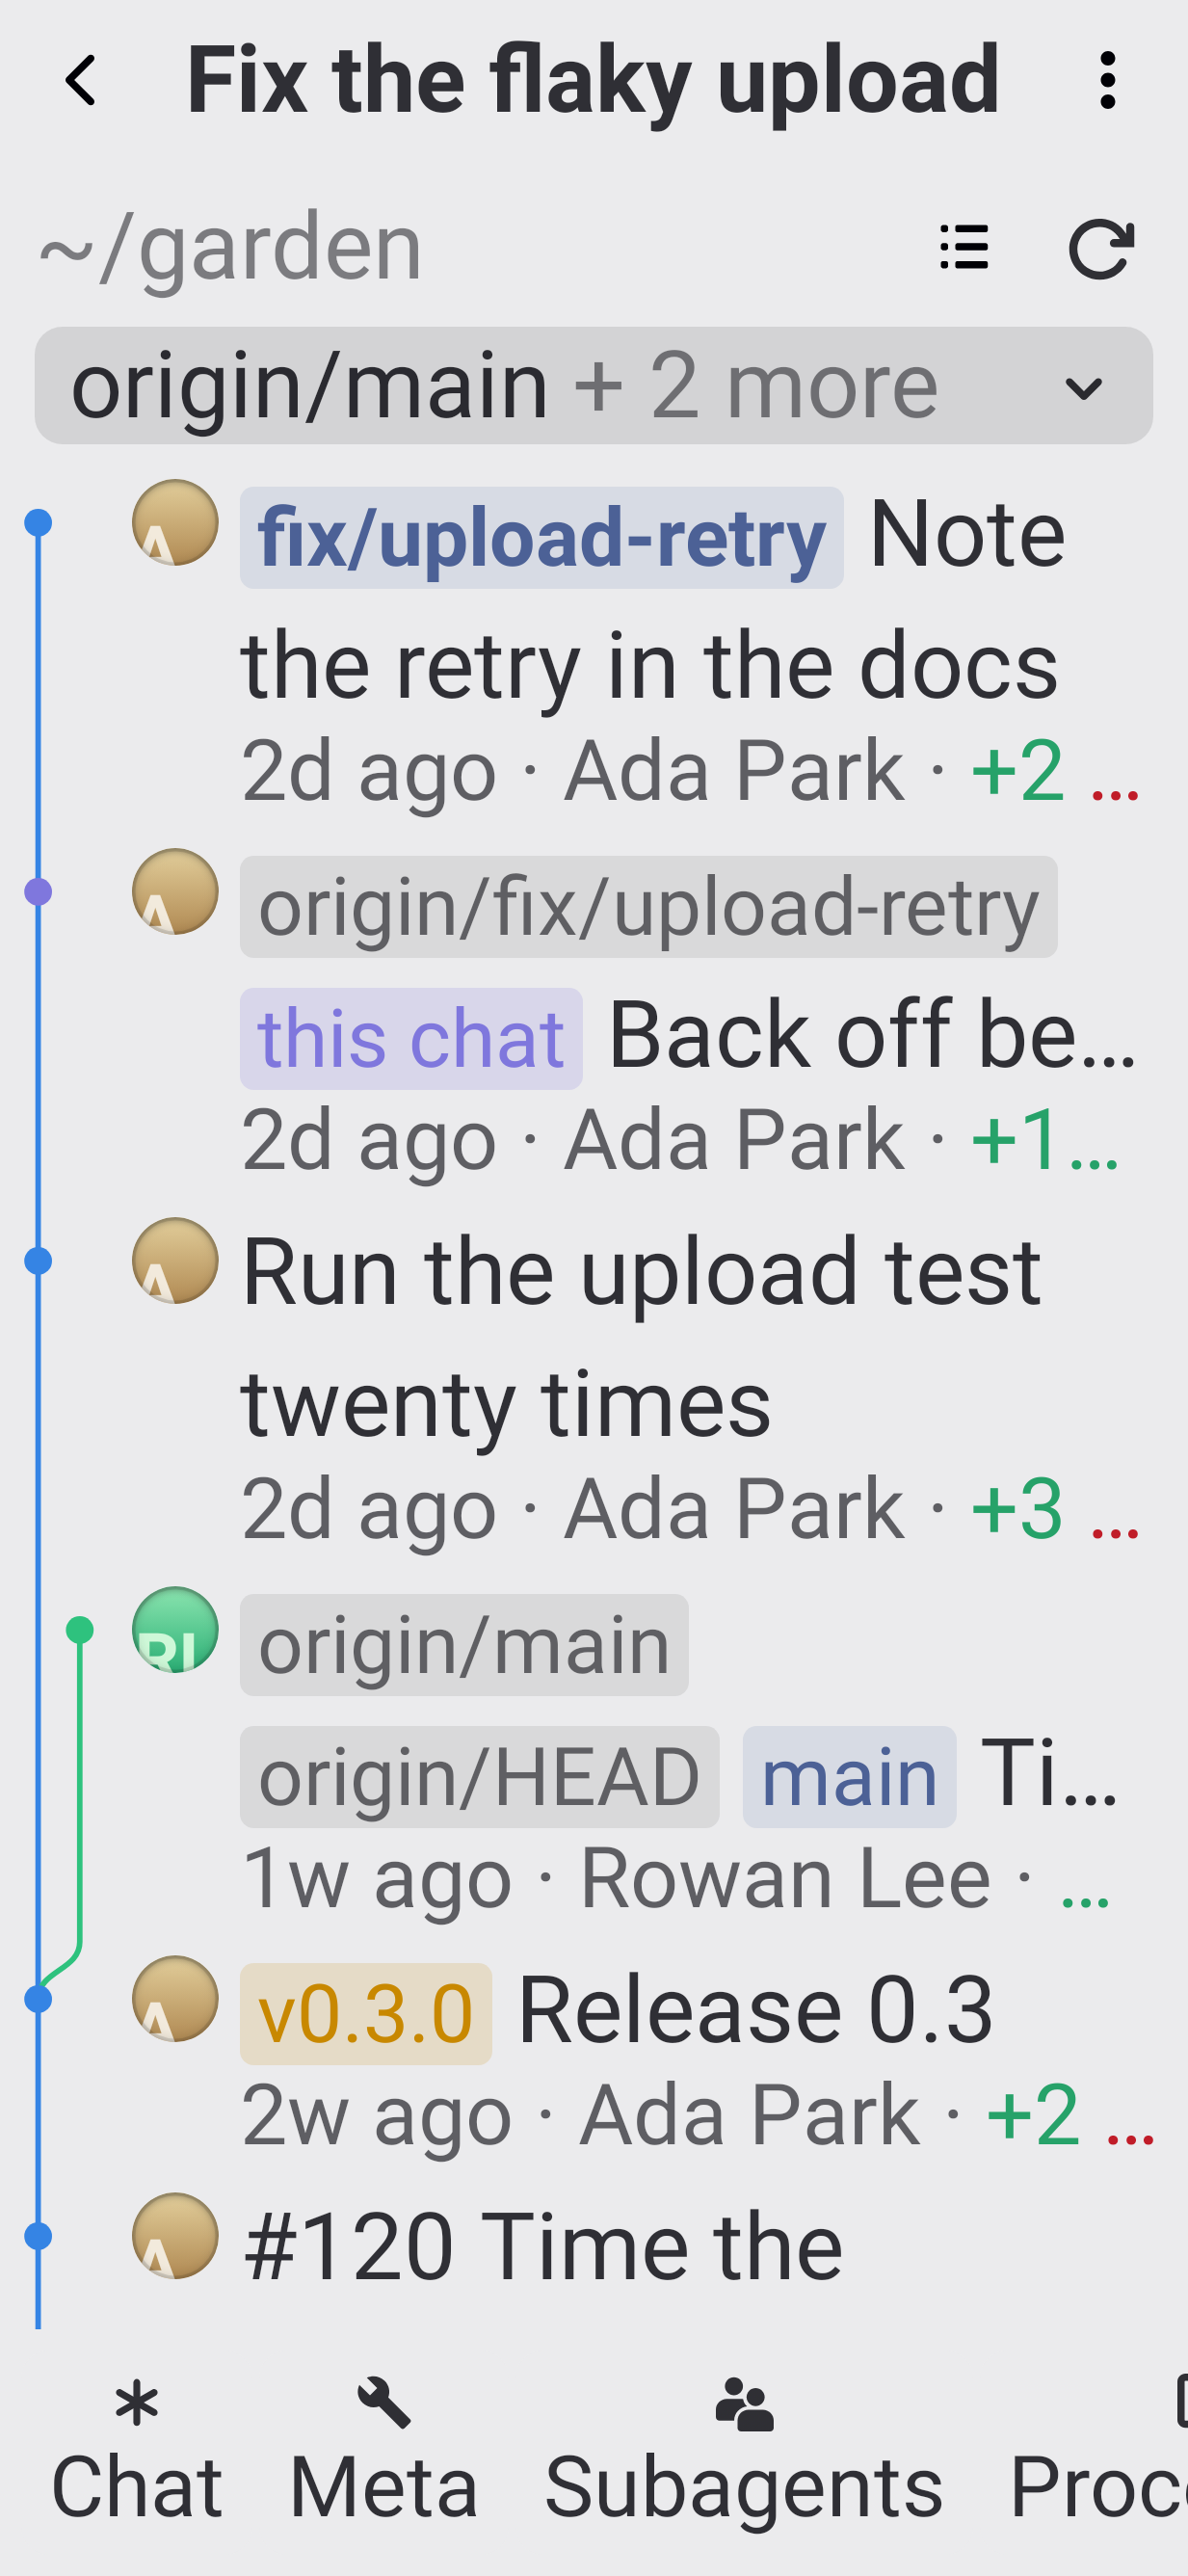 Fix the flaky upload
~/garden
origin/main + 2 more
A fix/upload-retry Note
the retry in the docs
2d ago · Ada Park · +2 …
A origin/fix/upload-retry
this chat Back off be…
2d ago · Ada Park · +1…
A Run the upload test
twenty times
2d ago · Ada Park · +3 …
RL origin/main
origin/HEAD main Ti…
1w ago · Rowan Lee · …
A v0.3.0 Release 0.3
2w ago · Ada Park · +2 …
A #120 Time the
Chat Meta Subagents Proc